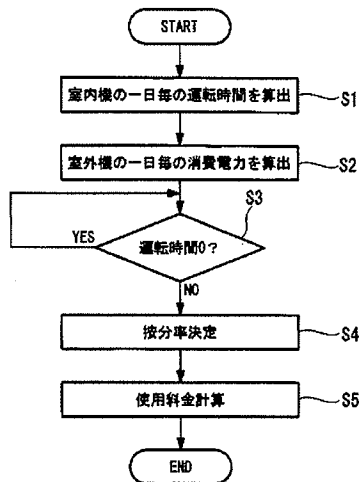 START
室内機の一日毎の運転時間を算出
S1
室外機の一日毎の消費電力を算出
S2
S3
運転時間0?
YES
NO
按分率決定
S4
使用料金計算
S5
END